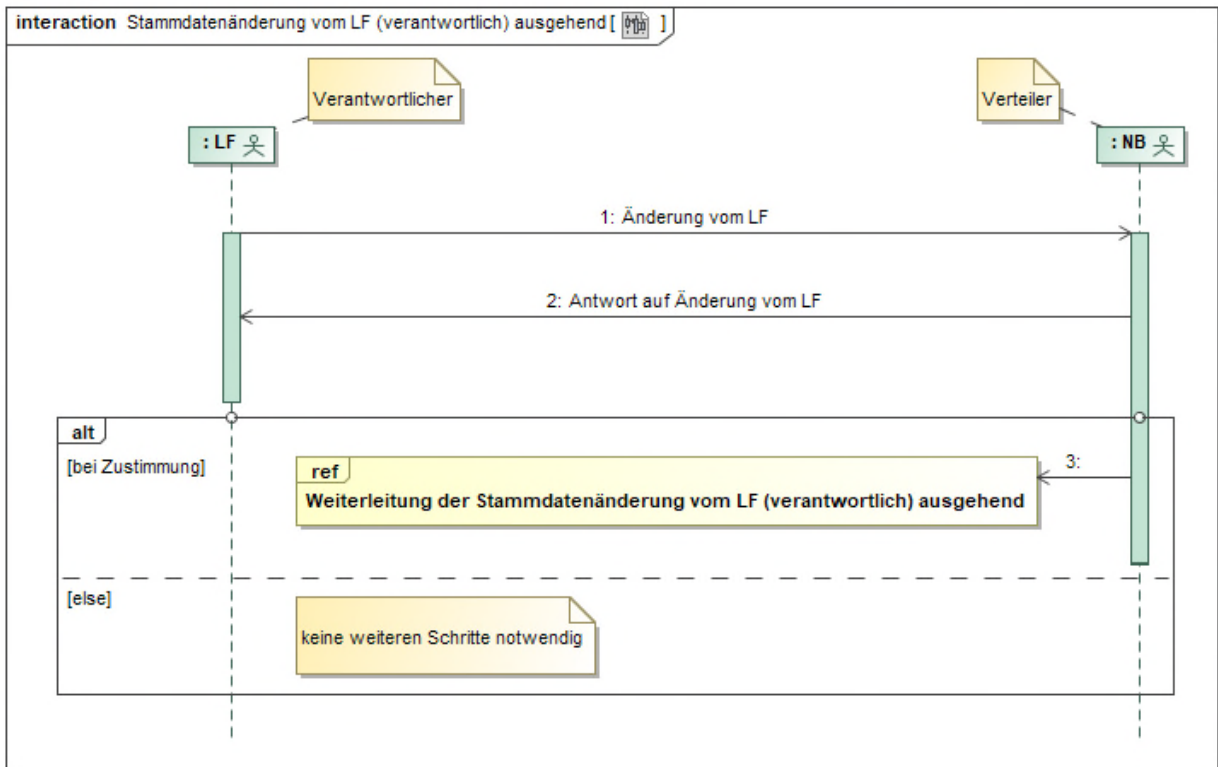 interaction Stammdatenänderung vom LF (verantwortlich) ausgehend [ ]
Verantwortlicher
Verteiler
: LF
: NB
1: Änderung vom LF
2: Antwort auf Änderung vom LF
alt
[bei Zustimmung]
ref
3:
Weiterleitung der Stammdatenänderung vom LF (verantwortlich) ausgehend
[else]
keine weiteren Schritte notwendig